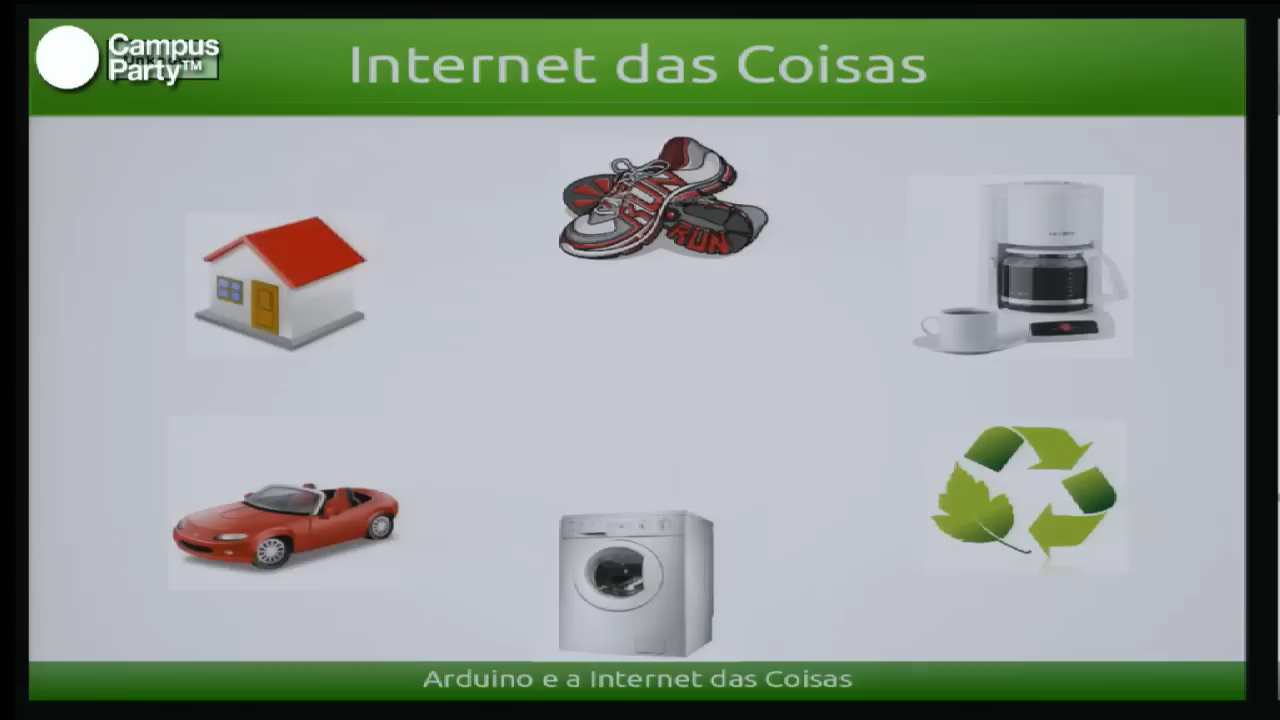 Campus
Party™
Internet das Coisas
RUN
RUN
Arduino e a Internet das Coisas